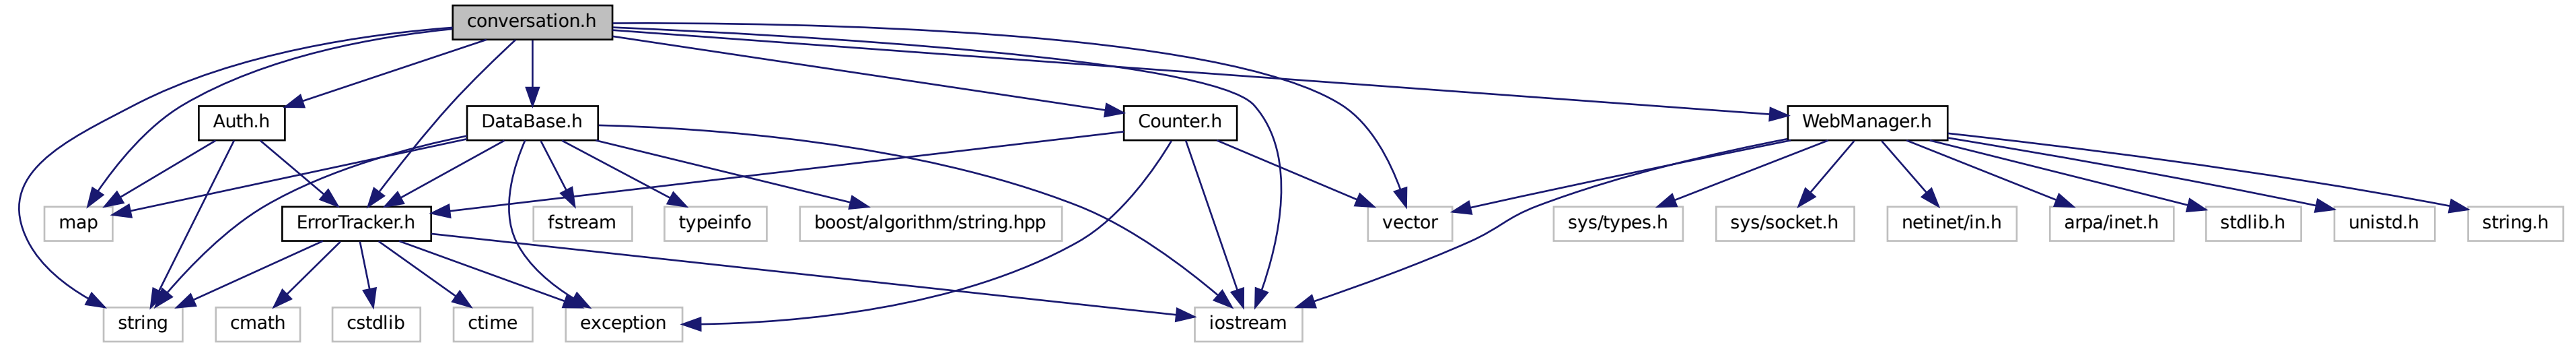 conversation.h
Auth.h
DataBase.h
Counter.h
WebManager.h
map
ErrorTracker.h
fstream
typeinfo
boost/algorithm/string.hpp
vector
sys/types.h
sys/socket.h
netinet/in.h
arpa/inet.h
stdlib.h
unistd.h
string.h
string
cmath
cstdlib
ctime
exception
iostream